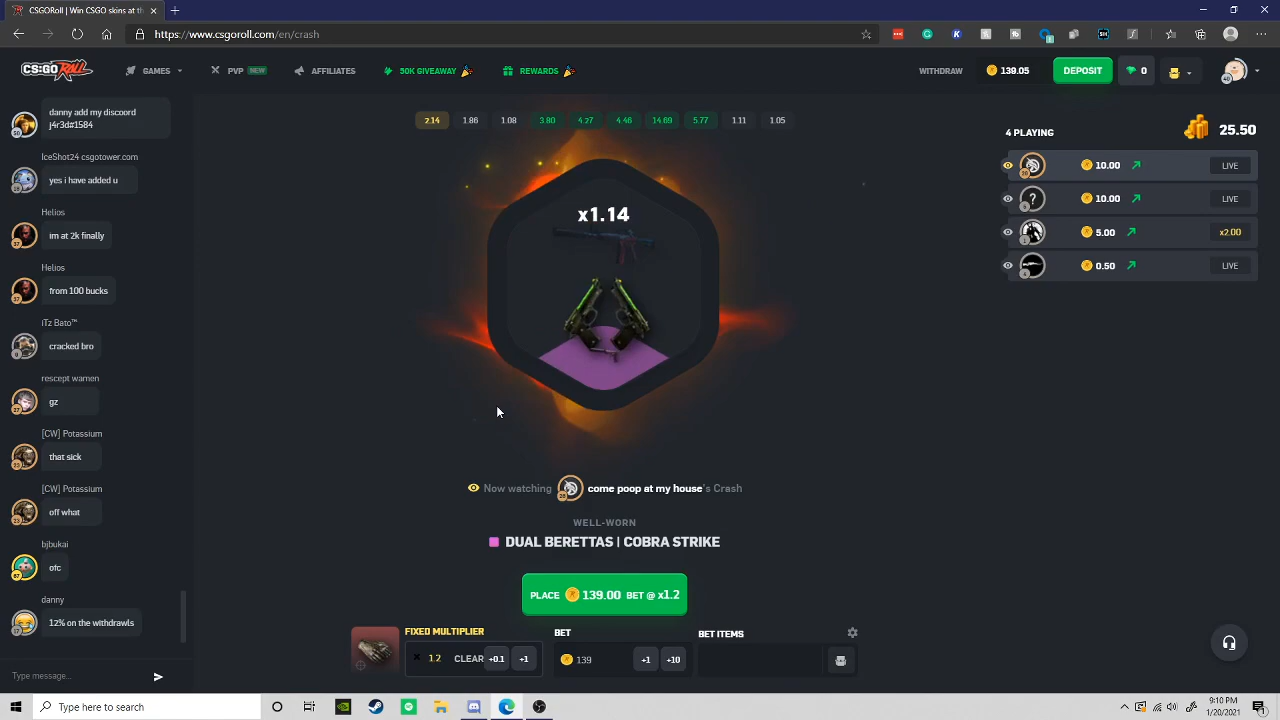 CSGORoll | Win CSGO skins at th
https://www.csgoroll.com/en/crash
CS:GO ROLL
GAMES
PVP NEW
AFFILIATES
50K GIVEAWAY
REWARDS
WITHDRAW
139.05
DEPOSIT
0
danny add my discoord
j4r3d#1584
IceShot24 csgotower.com
yes i have added u
Helios
im at 2k finally
Helios
from 100 bucks
iTz Bato™
cracked bro
rescept wamen
gz
[CW] Potassium
that sick
[CW] Potassium
off what
bjbukai
ofc
danny
12% on the withdrawls
Type message...
2.14 1.86 1.08 3.80 4.27 4.46 14.69 5.77 1.11 1.05
x1.14
Now watching come poop at my house's Crash
WELL-WORN
DUAL BERETTAS | COBRA STRIKE
PLACE 139.00 BET @ x1.2
FIXED MULTIPLIER
1.2 CLEAR +0.1 +1
BET
139 +1 +10
BET ITEMS
4 PLAYING 25.50
10.00 LIVE
10.00 LIVE
5.00 x2.00
0.50 LIVE
Type here to search
9:10 PM
1/20/2021